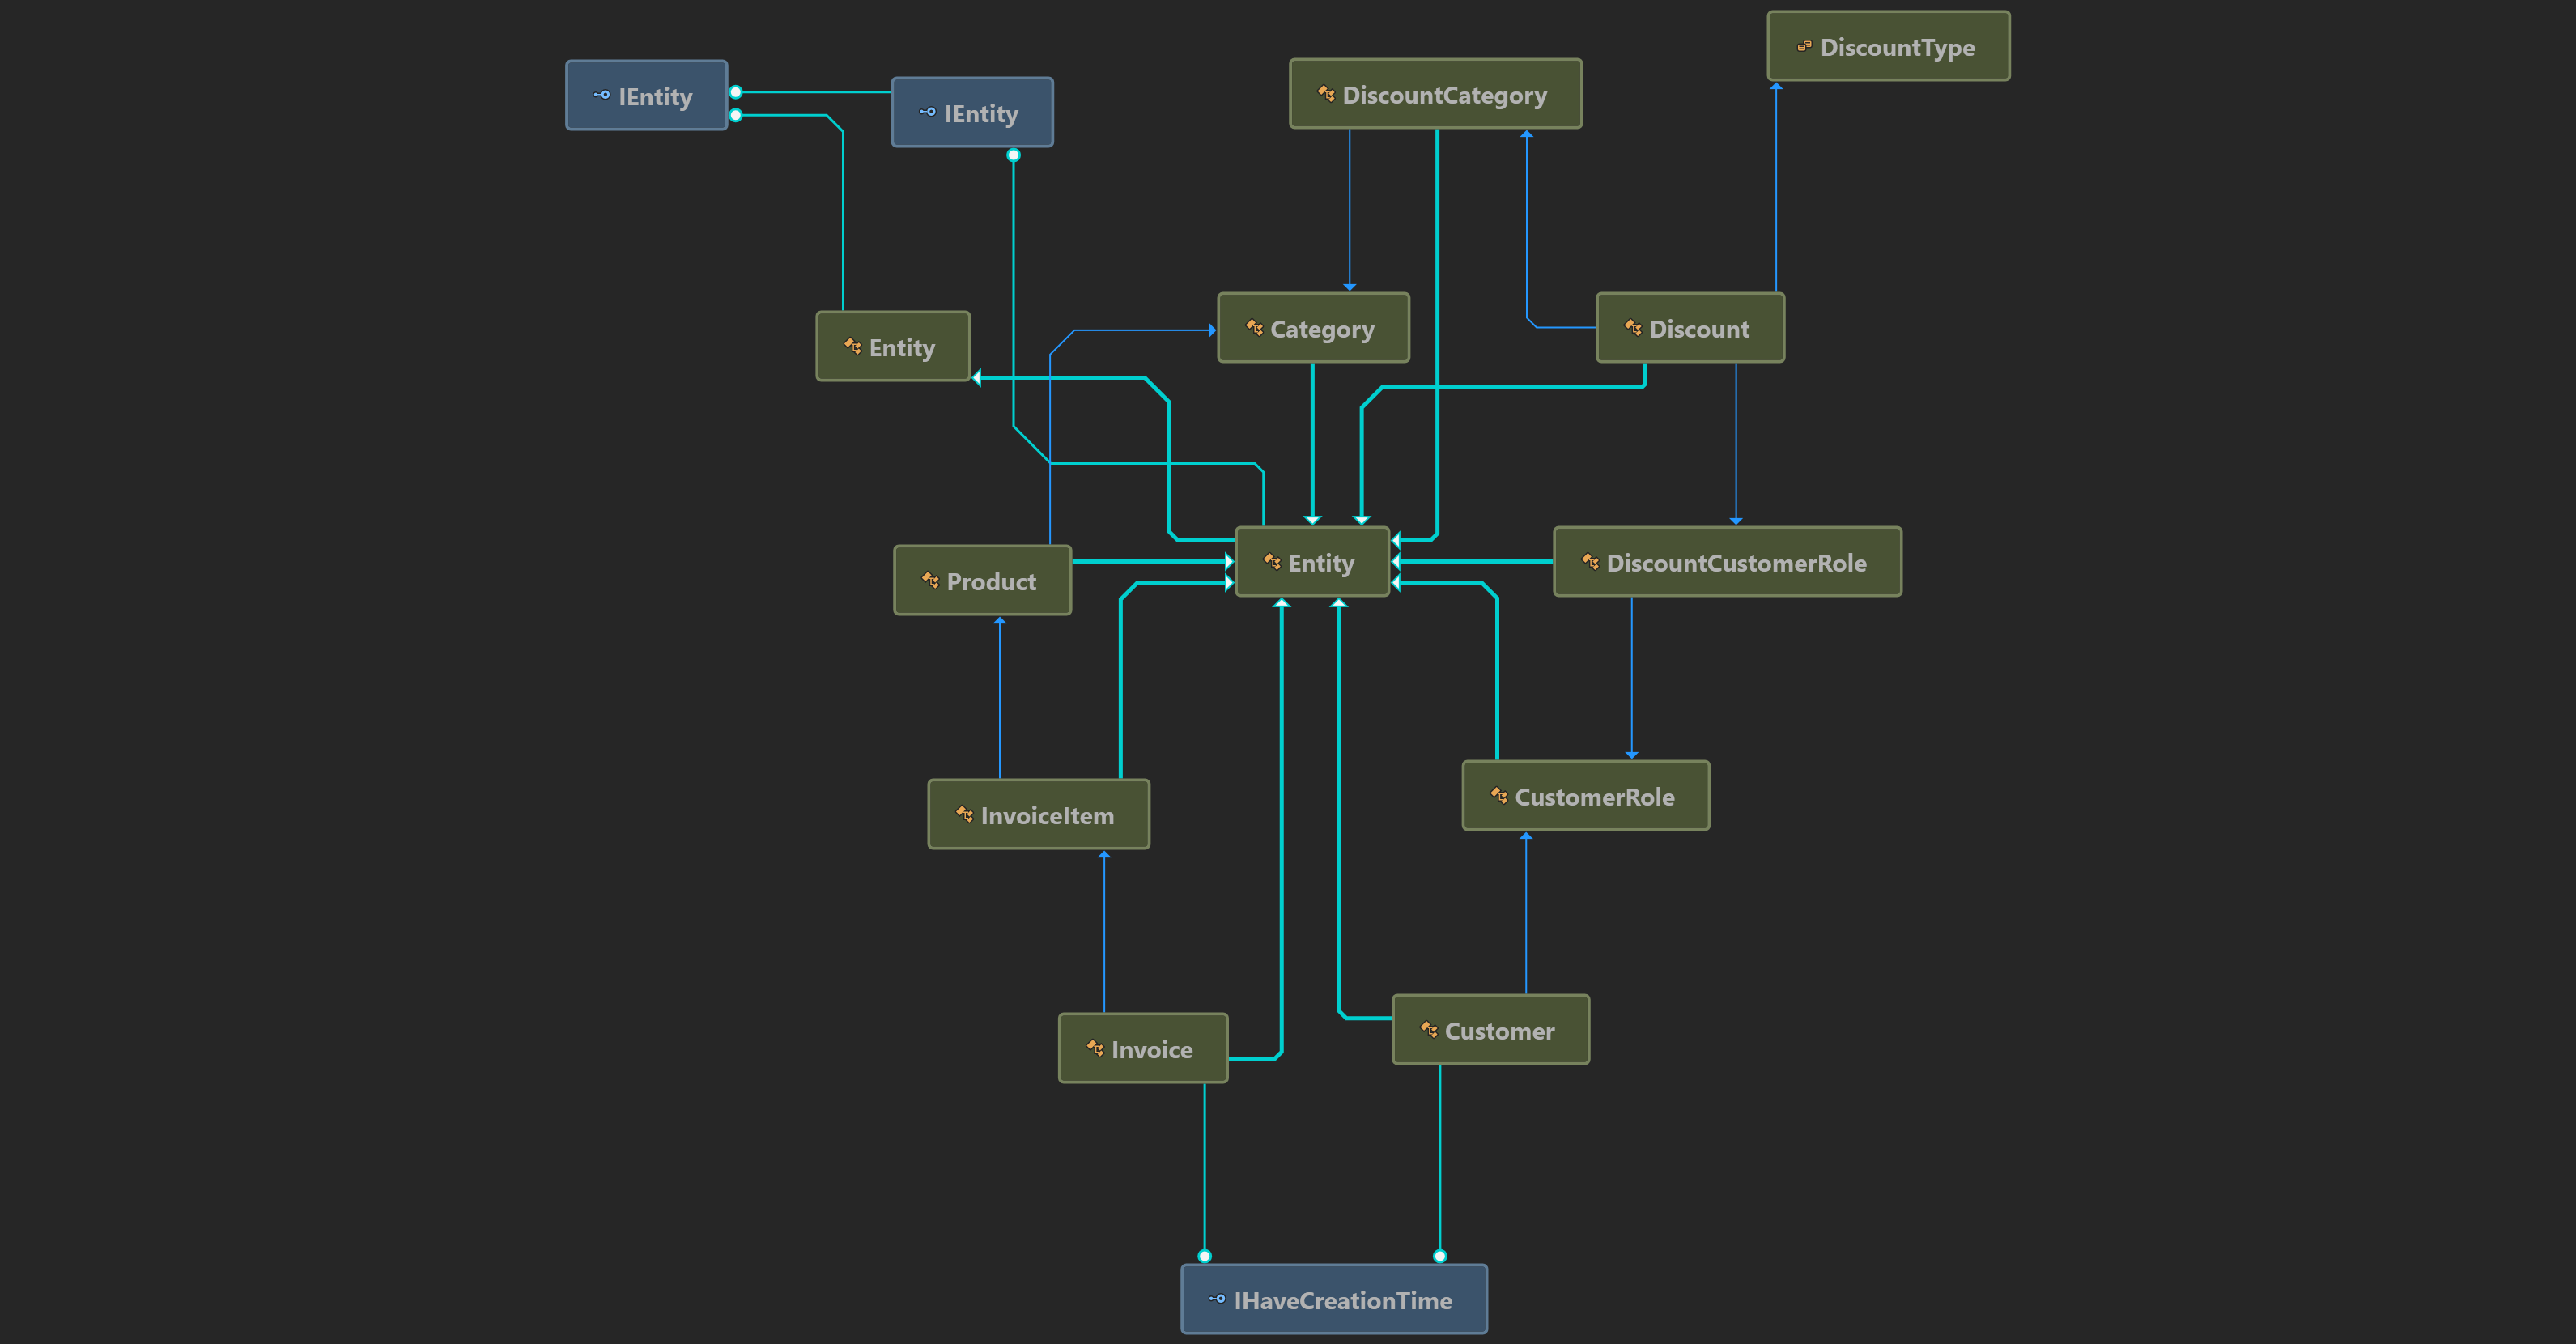 DiscountType
IEntity
IEntity
DiscountCategory
Entity
Category
Discount
Product
Entity
DiscountCustomerRole
InvoiceItem
CustomerRole
Invoice
Customer
IHaveCreationTime